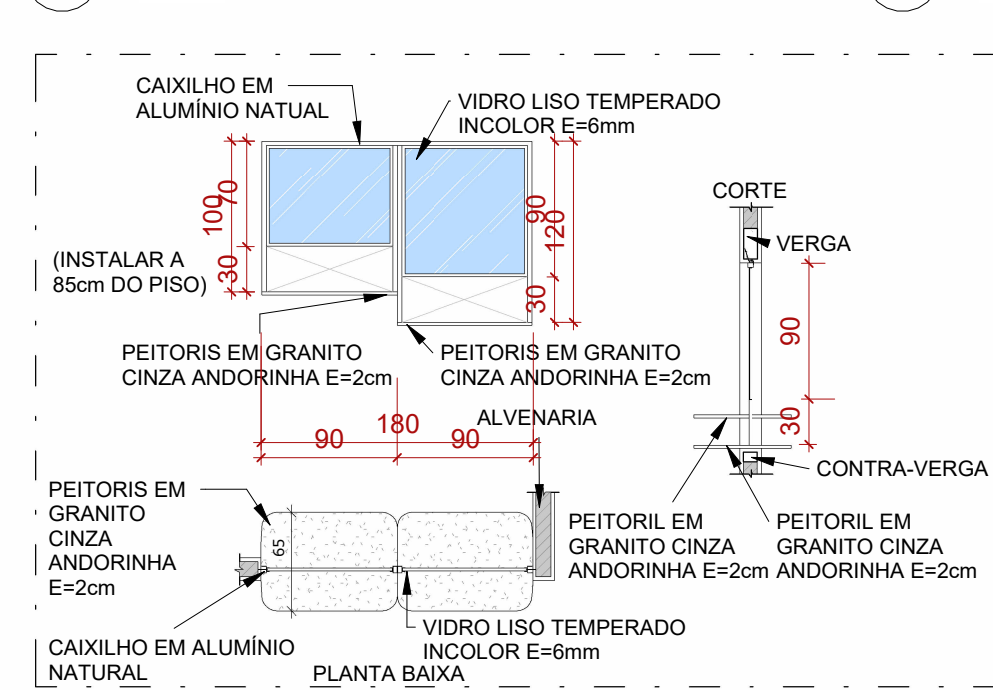 CAIXILHO EM
ALUMÍNIO NATUAL
VIDRO LISO TEMPERADO
INCOLOR E=6mm
100
70
30
90
120
30
(INSTALAR A
85cm DO PISO)
PEITORIS EM GRANITO
CINZA ANDORINHA E=2cm
PEITORIS EM GRANITO
CINZA ANDORINHA E=2cm
CORTE
VERGA
90
30
CONTRA-VERGA
PEITORIL EM
GRANITO CINZA
ANDORINHA E=2cm
PEITORIL EM
GRANITO CINZA
ANDORINHA E=2cm
180
90
90
ALVENARIA
PEITORIS EM
GRANITO
CINZA
ANDORINHA
E=2cm
65
CAIXILHO EM ALUMÍNIO
NATURAL
VIDRO LISO TEMPERADO
INCOLOR E=6mm
PLANTA BAIXA